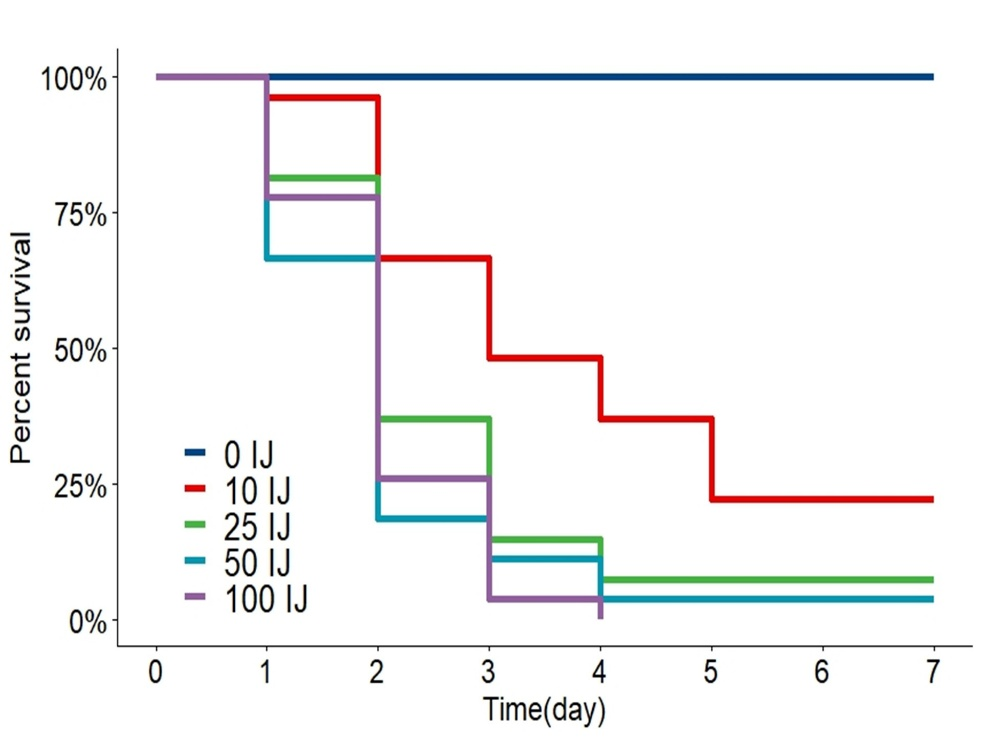 100%
75%
50%
25%
0%
Percent survival
0 IJ
10 IJ
25 IJ
50 IJ
100 IJ
0 1 2 3 4 5 6 7
Time(day)